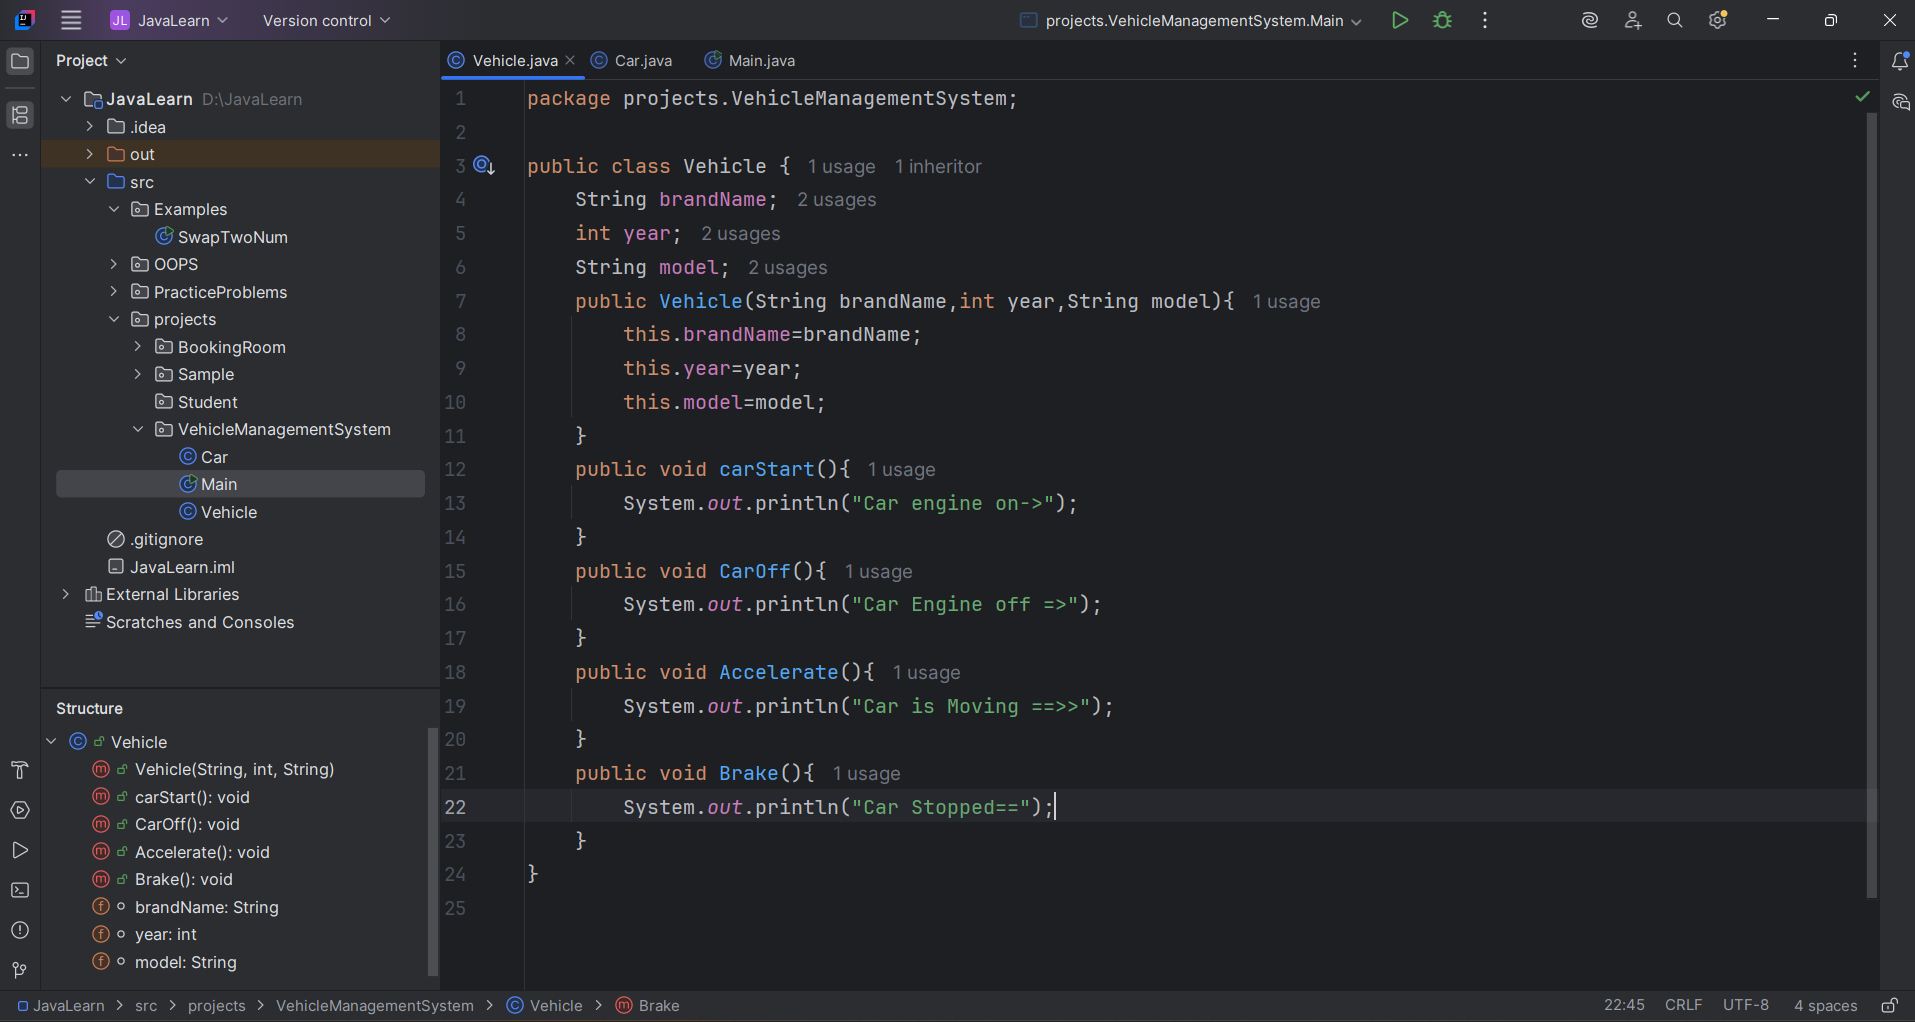 JL JavaLearn Version control projects.VehicleManagementSystem.Main
Project
JavaLearn D:\JavaLearn
.idea
out
src
Examples
SwapTwoNum
OOPS
PracticeProblems
projects
BookingRoom
Sample
Student
VehicleManagementSystem
Car
Main
Vehicle
.gitignore
JavaLearn.iml
External Libraries
Scratches and Consoles
Structure
Vehicle
Vehicle(String, int, String)
carStart(): void
CarOff(): void
Accelerate(): void
Brake(): void
brandName: String
year: int
model: String
Vehicle.java Car.java Main.java
1 package projects.VehicleManagementSystem;
2
3 public class Vehicle { 1 usage 1 inheritor
4 String brandName; 2 usages
5 int year; 2 usages
6 String model; 2 usages
7 public Vehicle(String brandName,int year,String model){ 1 usage
8 this.brandName=brandName;
9 this.year=year;
10 this.model=model;
11 }
12 public void carStart(){ 1 usage
13 System.out.println("Car engine on->");
14 }
15 public void CarOff(){ 1 usage
16 System.out.println("Car Engine off =>");
17 }
18 public void Accelerate(){ 1 usage
19 System.out.println("Car is Moving ==>>");
20 }
21 public void Brake(){ 1 usage
22 System.out.println("Car Stopped==");
23 }
24 }
25
JavaLearn > src > projects > VehicleManagementSystem > Vehicle > Brake 22:45 CRLF UTF-8 4 spaces